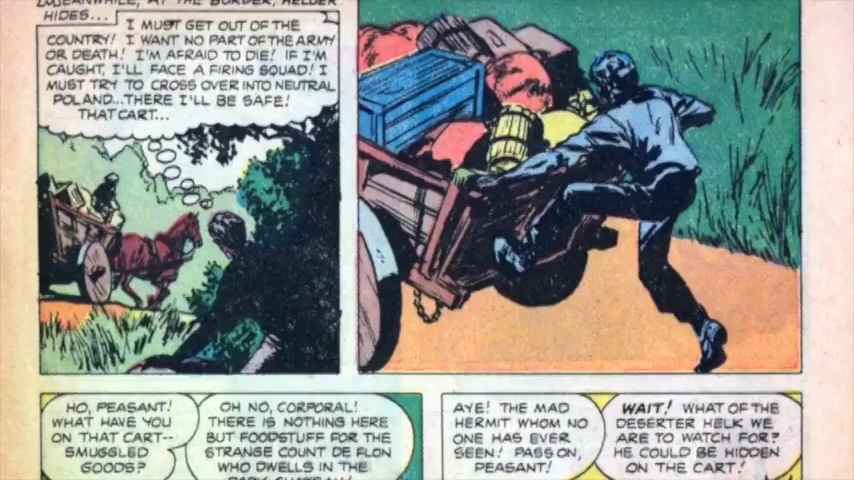 MEANWHILE, AT THE BORDER, HELDER
HIDES...
I MUST GET OUT OF THE
COUNTRY! I WANT NO PART OF THE ARMY
OR DEATH! I'M AFRAID TO DIE! IF I'M
CAUGHT, I'LL FACE A FIRING SQUAD! I
MUST TRY TO CROSS OVER INTO NEUTRAL
POLAND...THERE I'LL BE SAFE!
THAT CART...
HO, PEASANT!
WHAT HAVE YOU
ON THAT CART--
SMUGGLED
GOODS?
OH NO, CORPORAL!
THERE IS NOTHING HERE
BUT FOODSTUFF FOR THE
STRANGE COUNT DE FLON
WHO DWELLS IN THE
AYE! THE MAD
HERMIT WHOM NO
ONE HAS EVER
SEEN! PASS ON,
PEASANT!
WAIT! WHAT OF THE
DESERTER HELK WE
ARE TO WATCH FOR?
HE COULD BE HIDDEN
ON THE CART!